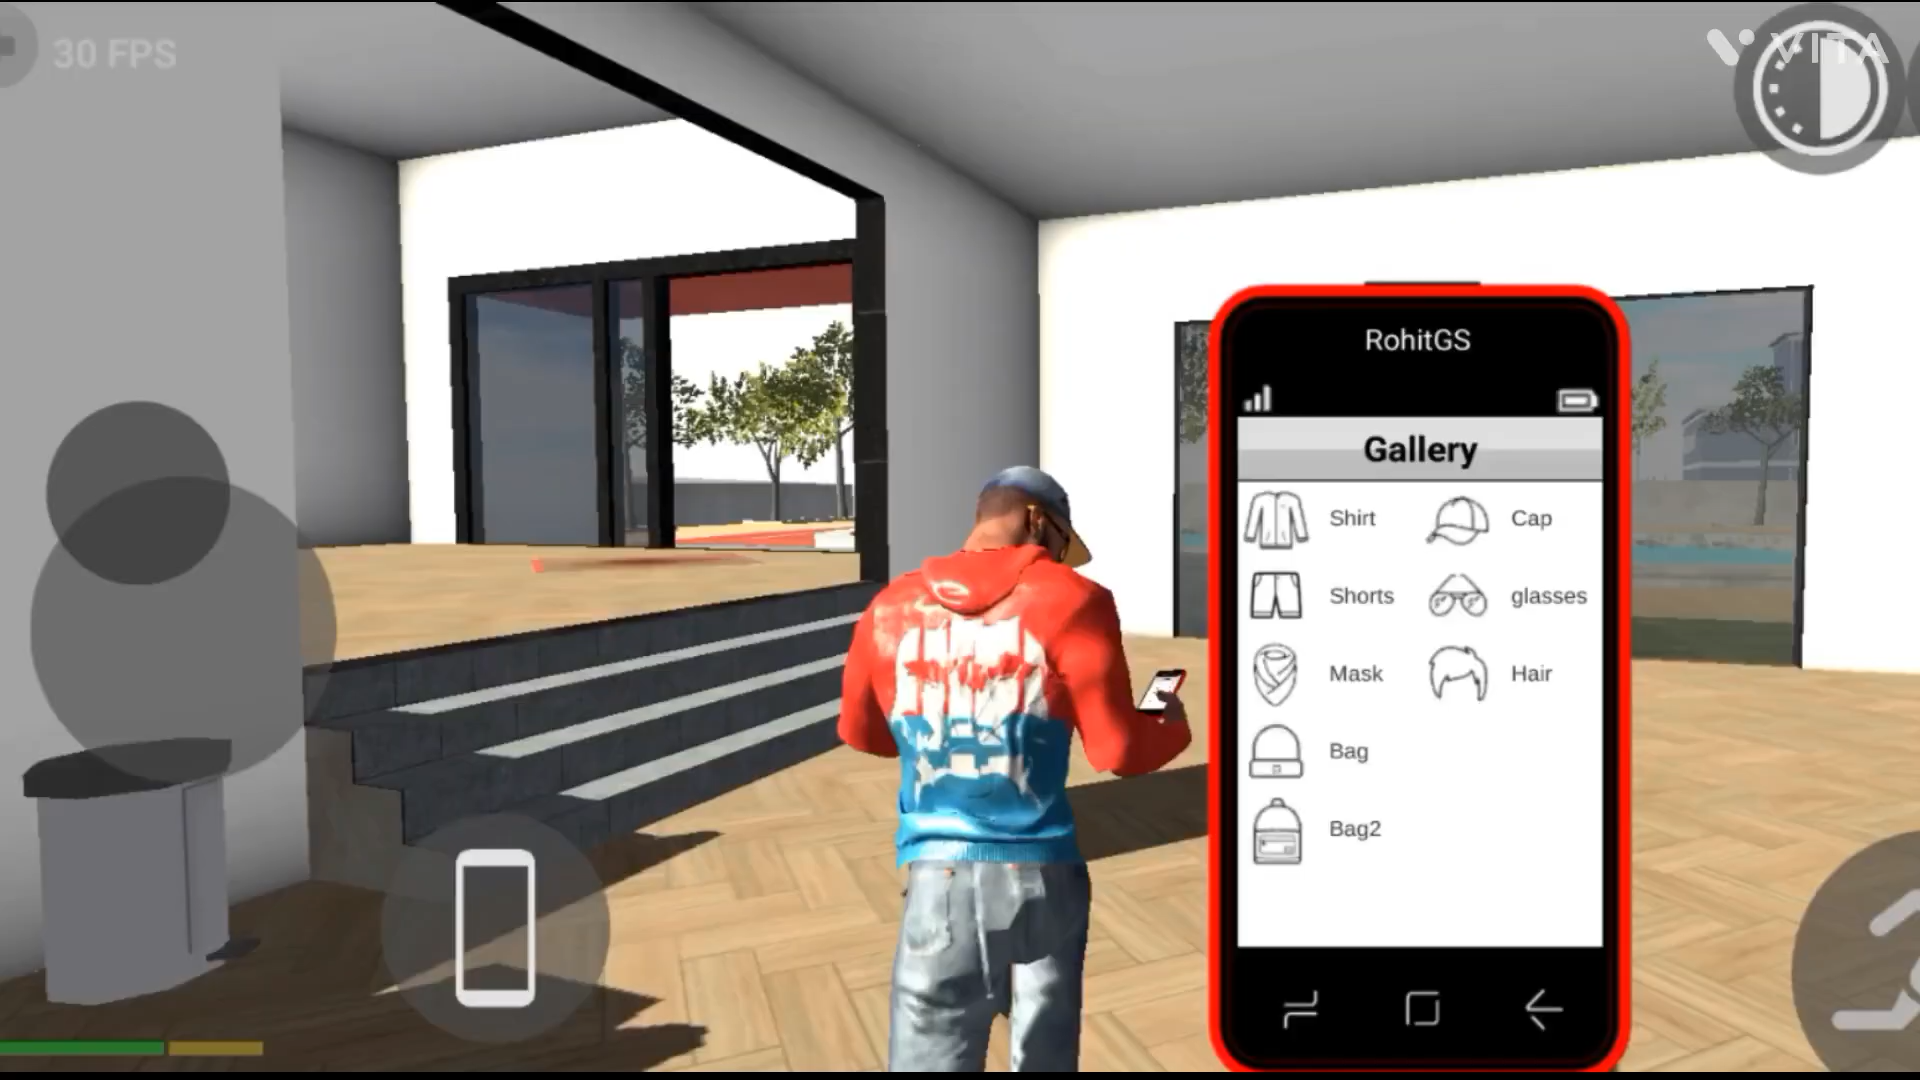 30 FPS
VITA
RohitGS
Gallery
Shirt
Cap
Shorts
glasses
Mask
Hair
Bag
Bag2